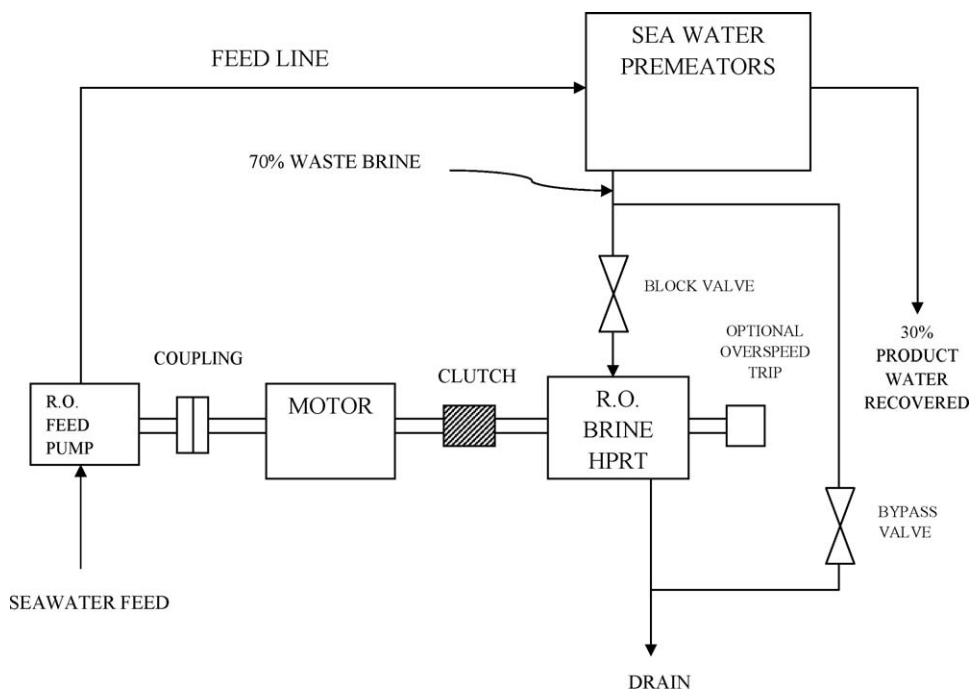 SEA WATER
PREMEATORS
FEED LINE
70% WASTE BRINE
BLOCK VALVE
OPTIONAL
OVERSPEED
TRIP
30%
PRODUCT
WATER
RECOVERED
COUPLING
CLUTCH
R.O.
FEED
PUMP
MOTOR
R.O.
BRINE
HPRT
BYPASS
VALVE
SEAWATER FEED
DRAIN